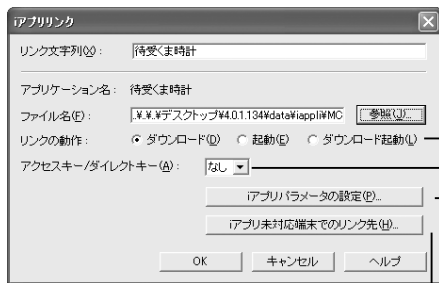 iアプリリンク
リンク文字列(X): 待受くま時計
アプリケーション名: 待受くま時計
ファイル名(F): .¥.¥.¥デスクトップ¥4.0.1.134¥data¥iappli¥MC 参照(J)...
リンクの動作: ダウンロード(D) 起動(E) ダウンロード起動(L)
アクセスキー/ダイレクトキー(A): なし
iアプリパラメータの設定(P)...
iアプリ未対応端末でのリンク先(H)...
OK キャンセル ヘルプ